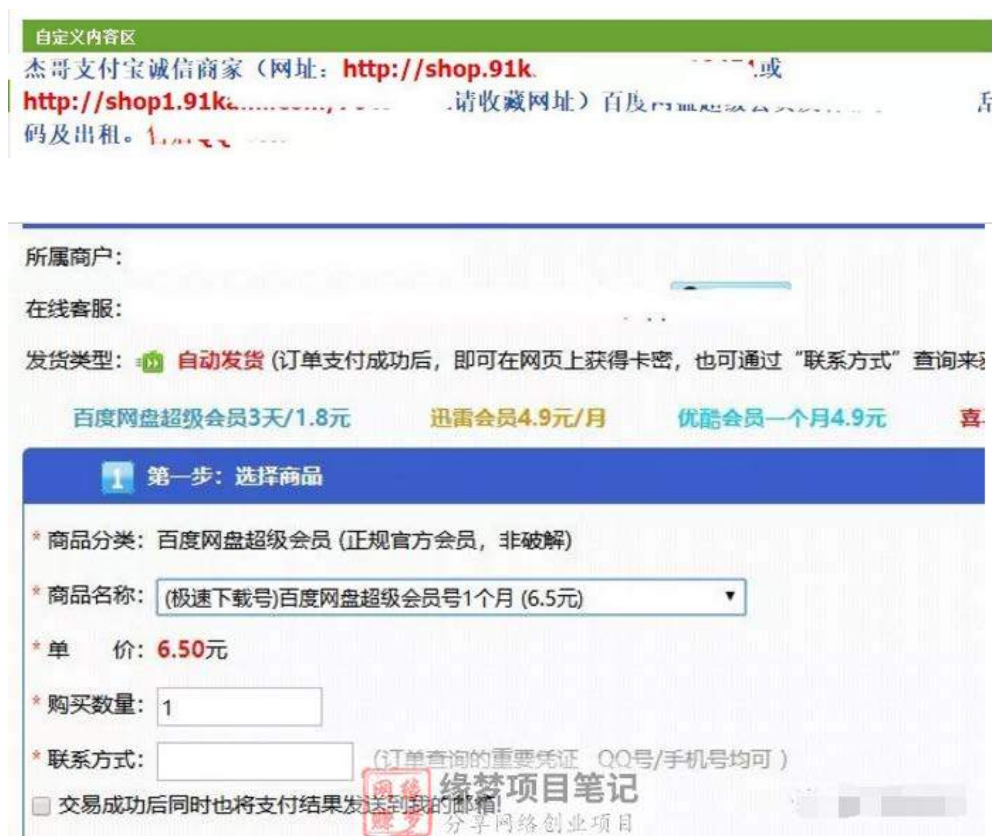 自定义内容区
杰哥支付宝诚信商家（网址：http://shop.91k 或
http://shop1.91ka 请收藏网址）百度
码及出租。
所属商户：
在线客服：
发货类型： 自动发货 (订单支付成功后，即可在网页上获得卡密，也可通过“联系方式”查询来
百度网盘超级会员3天/1.8元 迅雷会员4.9元/月 优酷会员一个月4.9元 喜
1 第一步：选择商品
* 商品分类：百度网盘超级会员 (正规官方会员，非破解)
* 商品名称： (极速下载号)百度网盘超级会员号1个月 (6.5元)
* 单 价：6.50元
* 购买数量： 1
* 联系方式： (订单查询的重要凭证 QQ号/手机号均可 )
交易成功后同时也将支付结果发送到我的邮箱!
缘梦项目笔记
分享网络创业项目